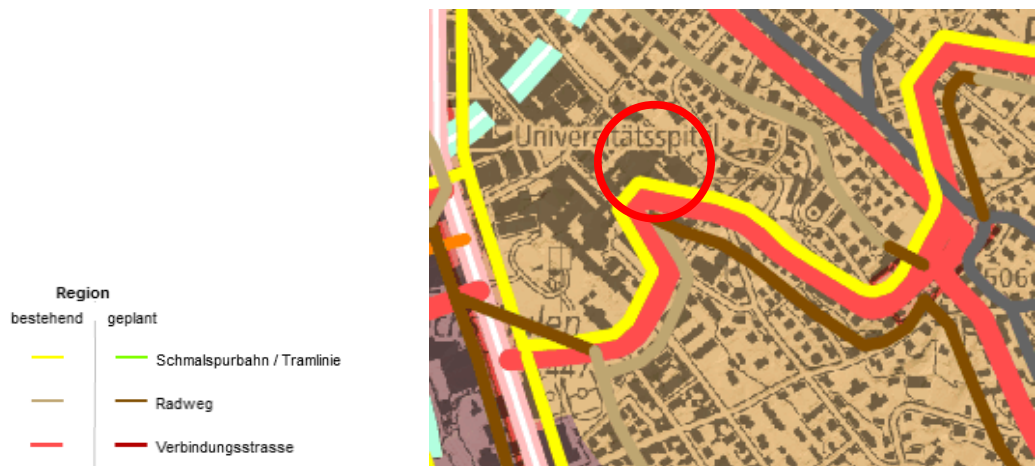 Universitätsspital
Region
bestehend geplant
Schmalspurbahn / Tramlinie
Radweg
Verbindungsstrasse